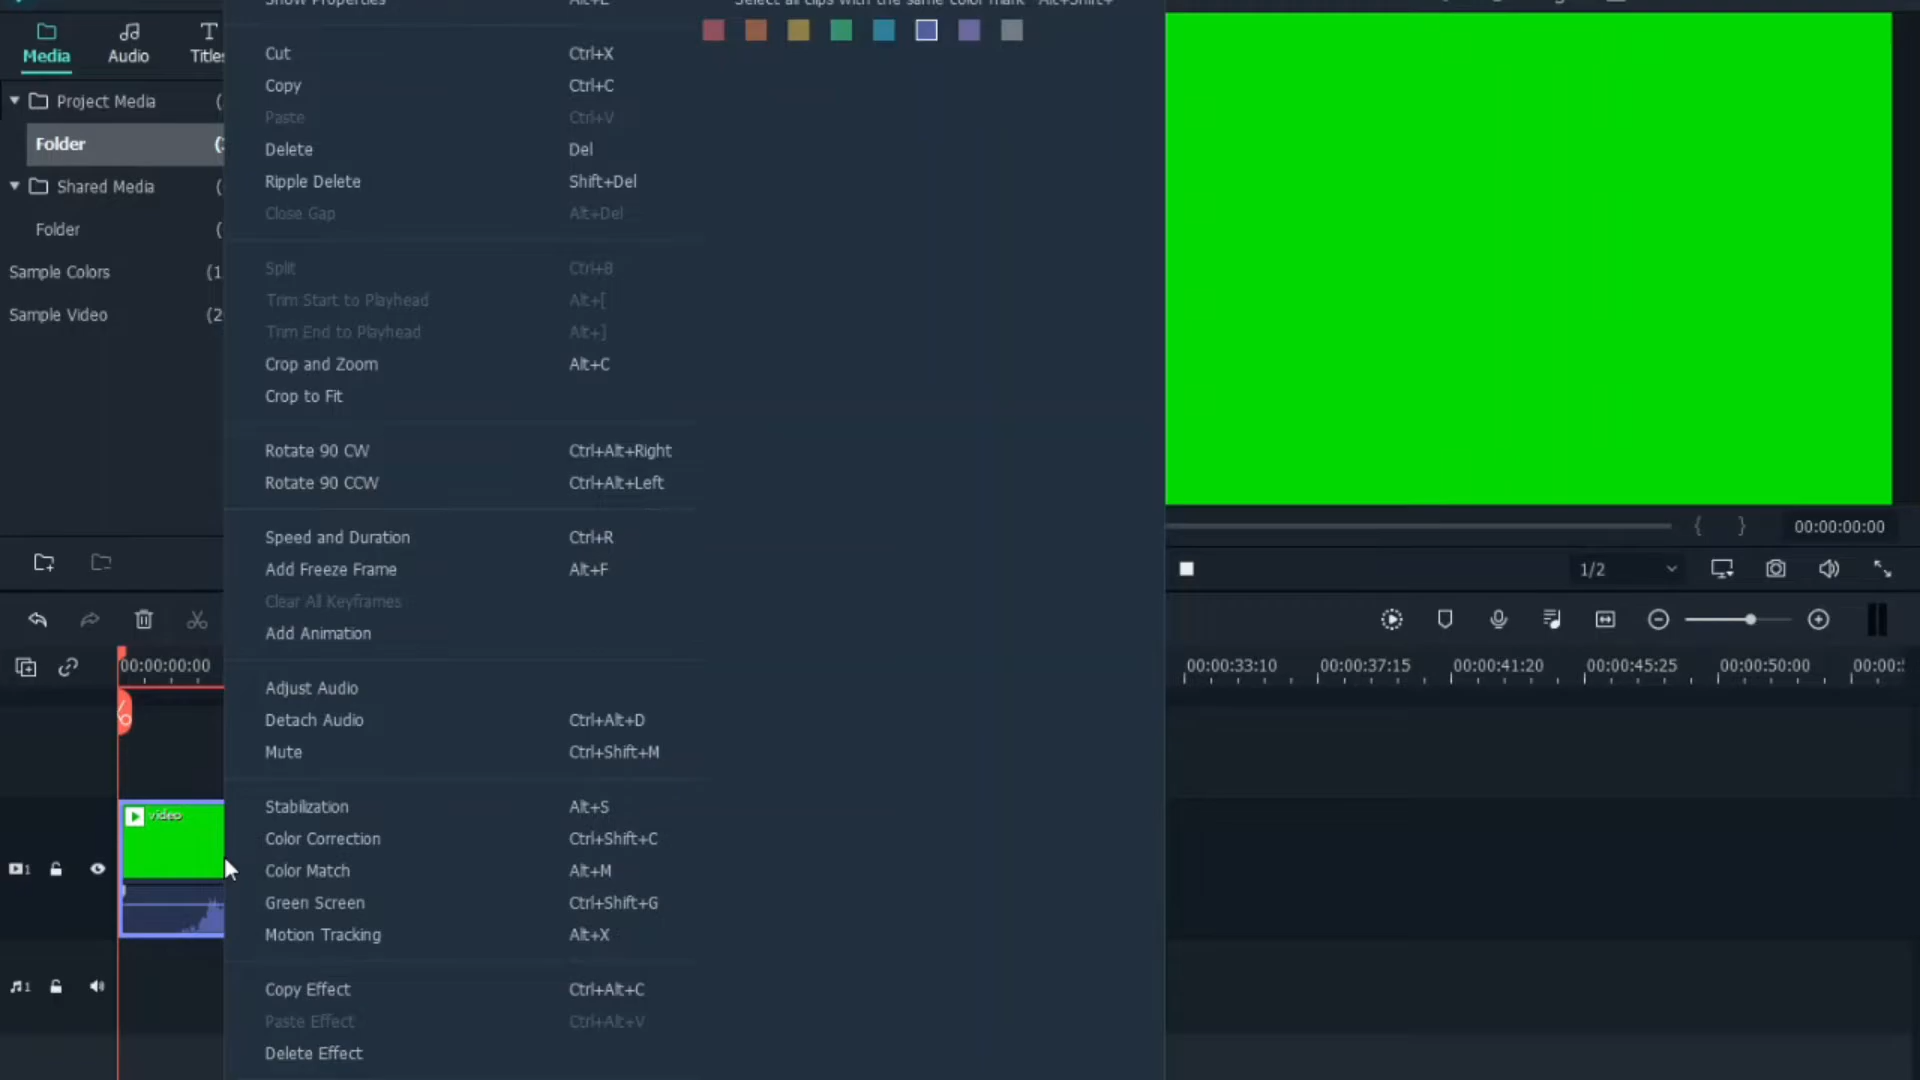 Show Properties Alt+E
Select all clips with the same color mark Alt+Shift+`
Media Audio Titles
Project Media (
Folder (
Shared Media (
Folder (
Sample Colors (1
Sample Video (2
Cut Ctrl+X
Copy Ctrl+C
Paste Ctrl+V
Delete Del
Ripple Delete Shift+Del
Close Gap Alt+Del
Split Ctrl+B
Trim Start to Playhead Alt+[
Trim End to Playhead Alt+]
Crop and Zoom Alt+C
Crop to Fit
Rotate 90 CW Ctrl+Alt+Right
Rotate 90 CCW Ctrl+Alt+Left
Speed and Duration Ctrl+R
Add Freeze Frame Alt+F
Clear All Keyframes
Add Animation
Adjust Audio
Detach Audio Ctrl+Alt+D
Mute Ctrl+Shift+M
Stabilization Alt+S
Color Correction Ctrl+Shift+C
Color Match Alt+M
Green Screen Ctrl+Shift+G
Motion Tracking Alt+X
Copy Effect Ctrl+Alt+C
Paste Effect Ctrl+Alt+V
Delete Effect
{ } 00:00:00:00
1/2
00:00:00:00
00:00:33:10 00:00:37:15 00:00:41:20 00:00:45:25 00:00:50:00 00:00:
video
1
1